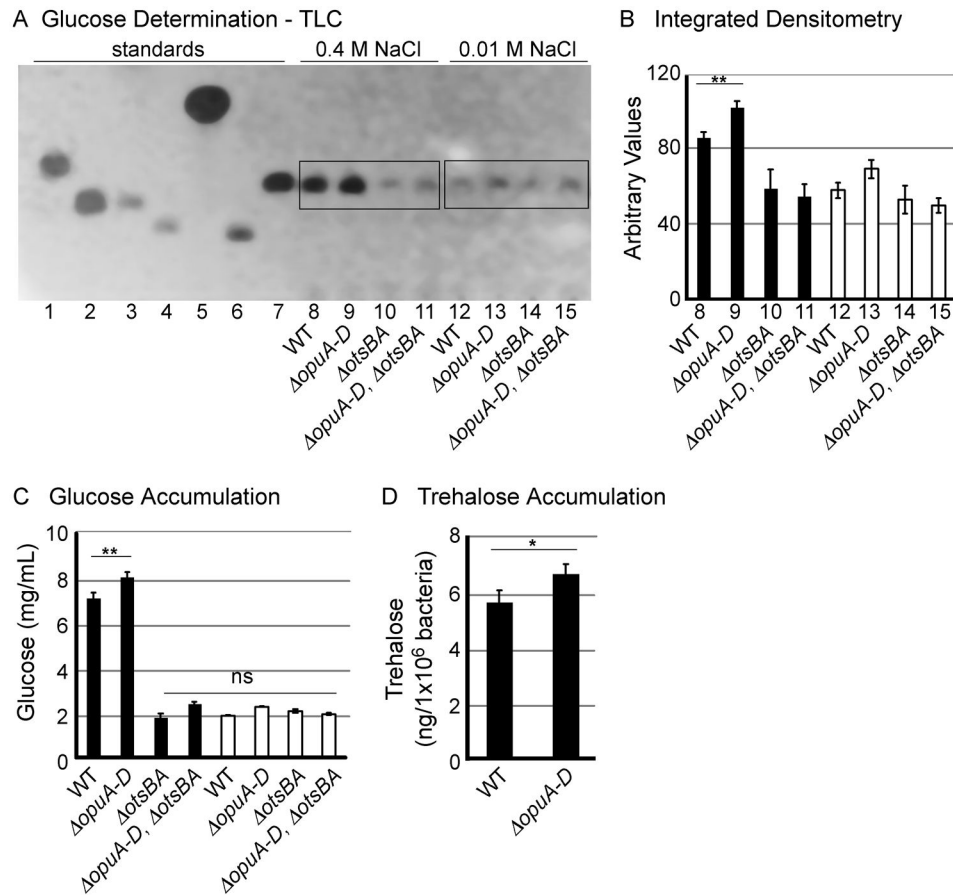 A Glucose Determination - TLC
standards 0.4 M NaCl 0.01 M NaCl
1 2 3 4 5 6 7 8 9 10 11 12 13 14 15
WT ΔopuA-D ΔotsBA ΔopuA-D, ΔotsBA WT ΔopuA-D ΔotsBA ΔopuA-D, ΔotsBA
B Integrated Densitometry
120
**
80
40
0
Arbitrary Values
8 9 10 11 12 13 14 15
WT ΔopuA-D ΔotsBA ΔopuA-D, ΔotsBA WT ΔopuA-D ΔotsBA ΔopuA-D, ΔotsBA
C Glucose Accumulation
10
**
8
6
4
ns
2
0
Glucose (mg/mL)
WT ΔopuA-D ΔotsBA ΔopuA-D, ΔotsBA WT ΔopuA-D ΔotsBA ΔopuA-D, ΔotsBA
D Trehalose Accumulation
8
*
6
4
2
0
Trehalose
(ng/1x10⁶ bacteria)
WT ΔopuA-D